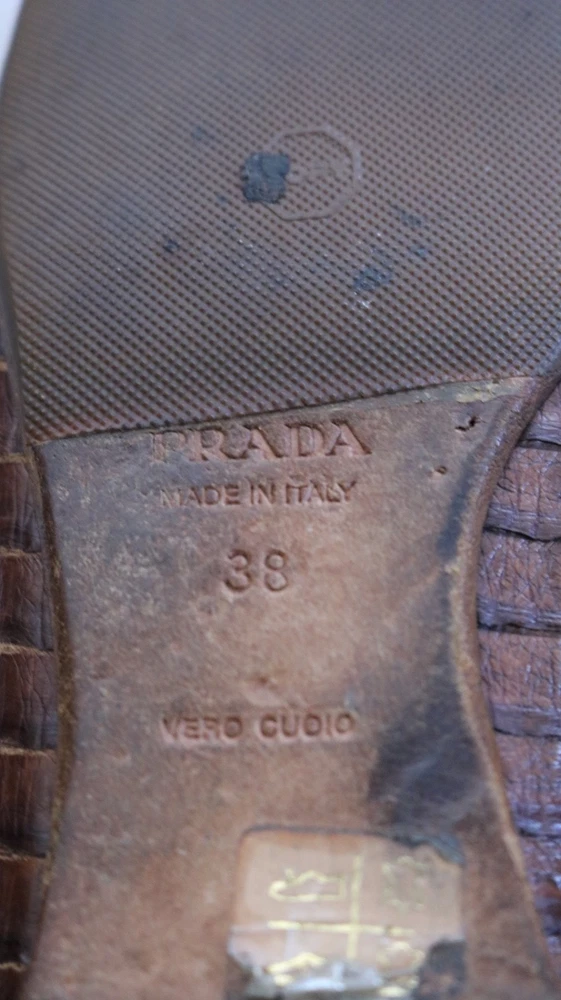 PRADA
MADE IN ITALY
38
VERO CUOIO